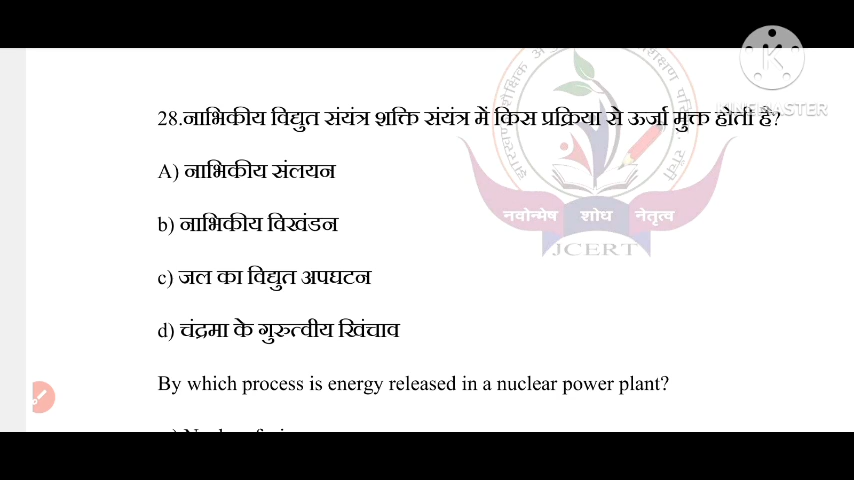 28.नाभिकीय विद्युत संयंत्र शक्ति संयंत्र में किस प्रक्रिया से ऊर्जा मुक्त होती है?
A) नाभिकीय संलयन
b) नाभिकीय विखंडन
c) जल का विद्युत अपघटन
d) चंद्रमा के गुरुत्वीय खिंचाव
By which process is energy released in a nuclear power plant?
नवोन्मेष शोध नेतृत्व
JCERT
KINEMASTER